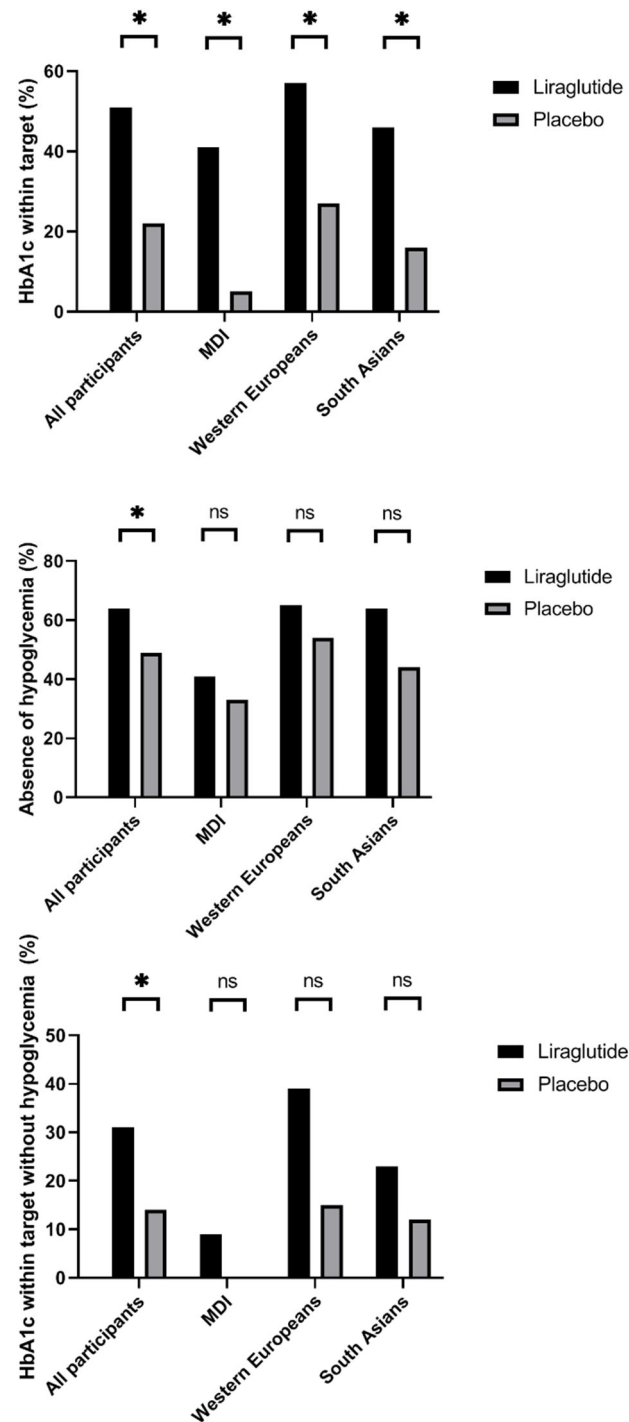 * * * *
HbA1c within target (%)
60
40
20
0
Liraglutide
Placebo
All participants
MDI
Western Europeans
South Asians
* ns ns ns
Absence of hypoglycemia (%)
80
60
40
20
0
Liraglutide
Placebo
All participants
MDI
Western Europeans
South Asians
* ns ns ns
HbA1c within target without hypoglycemia (%)
50
40
30
20
10
0
Liraglutide
Placebo
All participants
MDI
Western Europeans
South Asians